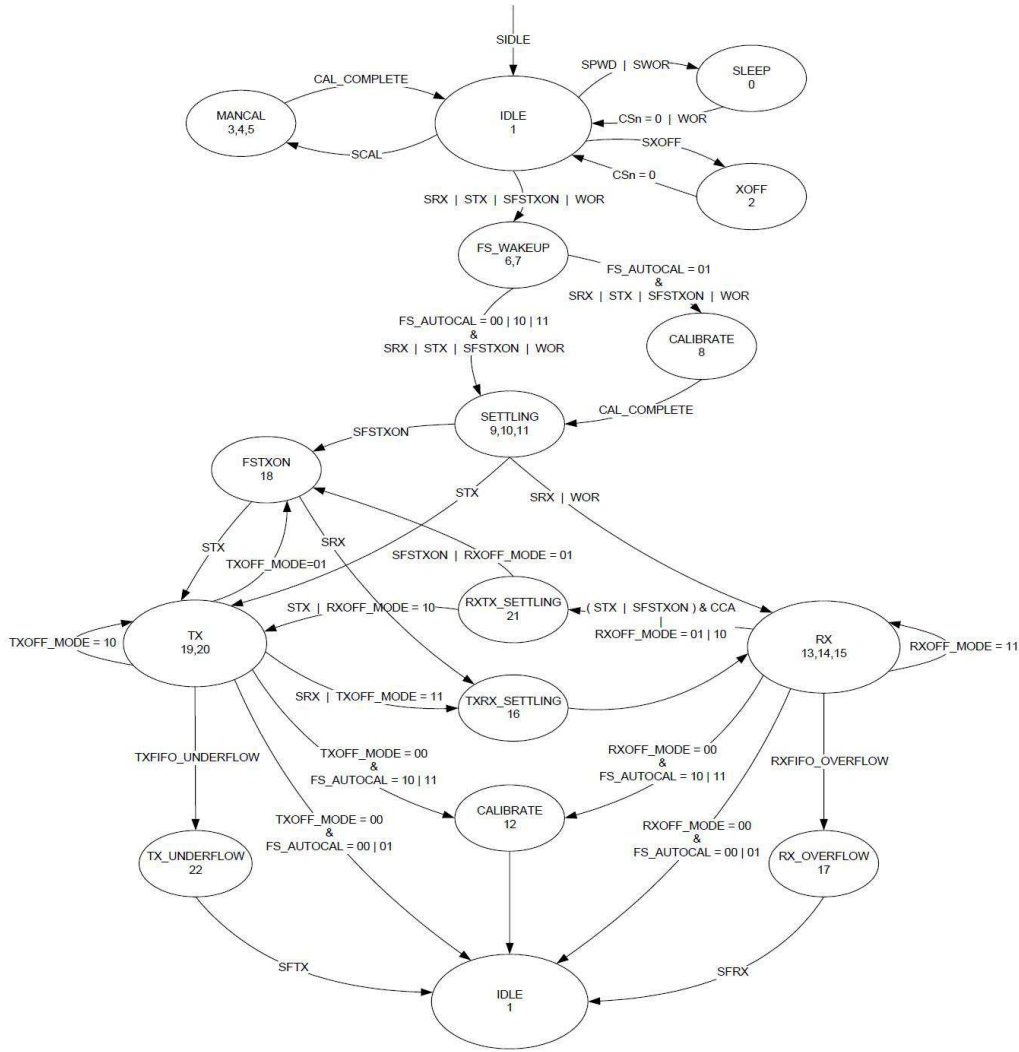 SIDLE
SPWD | SWOR
SLEEP
0
CAL_COMPLETE
MANCAL
3,4,5
IDLE
1
CSn = 0 | WOR
SCAL
SXOFF
CSn = 0
XOFF
2
SRX | STX | SFSTXON | WOR
FS_WAKEUP
6,7
FS_AUTOCAL = 01
&
SRX | STX | SFSTXON | WOR
FS_AUTOCAL = 00 | 10 | 11
&
SRX | STX | SFSTXON | WOR
CALIBRATE
8
SETTLING
9,10,11
CAL_COMPLETE
SFSTXON
FSTXON
18
STX
SRX | WOR
STX
SRX
TXOFF_MODE=01
SFSTXON | RXOFF_MODE = 01
RXTX_SETTLING
21
STX | RXOFF_MODE = 10
( STX | SFSTXON ) & CCA
|
RXOFF_MODE = 01 | 10
TXOFF_MODE = 10
TX
19,20
RX
13,14,15
RXOFF_MODE = 11
SRX | TXOFF_MODE = 11
TXRX_SETTLING
16
TXFIFO_UNDERFLOW
TXOFF_MODE = 00
&
FS_AUTOCAL = 10 | 11
RXOFF_MODE = 00
&
FS_AUTOCAL = 10 | 11
RXFIFO_OVERFLOW
CALIBRATE
12
TXOFF_MODE = 00
&
FS_AUTOCAL = 00 | 01
RXOFF_MODE = 00
&
FS_AUTOCAL = 00 | 01
TX_UNDERFLOW
22
RX_OVERFLOW
17
SFTX
SFRX
IDLE
1